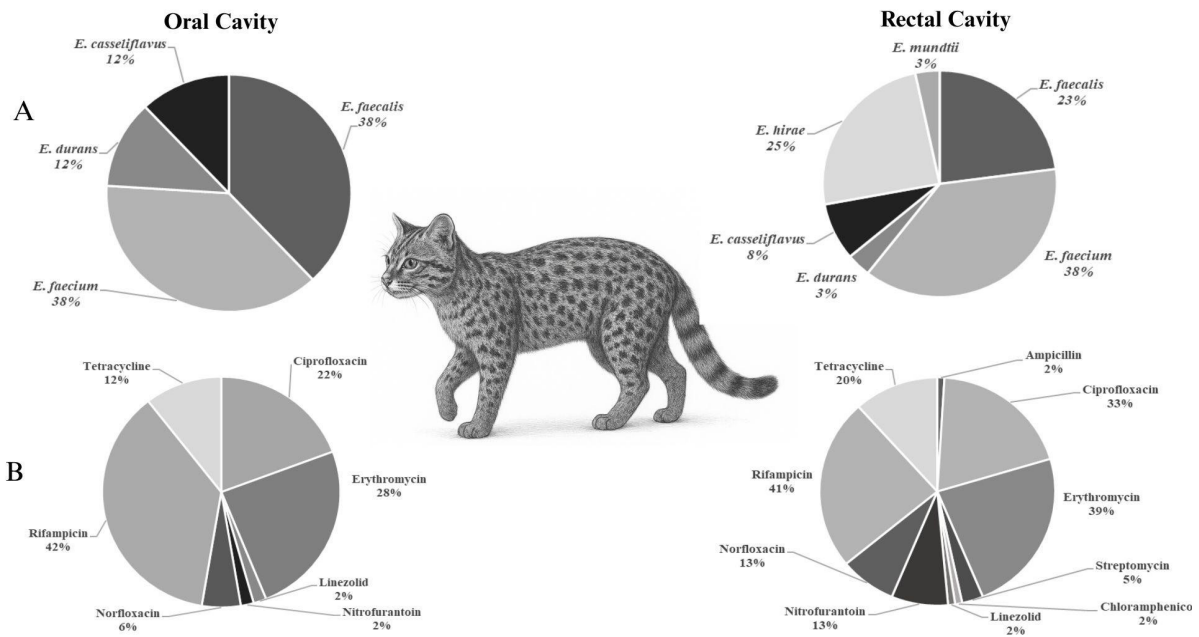 Oral Cavity
Rectal Cavity
A
E. casseliflavus
12%
E. faecalis
38%
E. durans
12%
E. faecium
38%
E. mundtii
3%
E. faecalis
23%
E. hirae
25%
E. casseliflavus
8%
E. durans
3%
E. faecium
38%
B
Tetracycline
12%
Ciprofloxacin
22%
Erythromycin
28%
Rifampicin
42%
Linezolid
2%
Nitrofurantoin
2%
Norfloxacin
6%
Tetracycline
20%
Ampicillin
2%
Ciprofloxacin
33%
Rifampicin
41%
Erythromycin
39%
Norfloxacin
13%
Streptomycin
5%
Nitrofurantoin
13%
Linezolid
2%
Chloramphenico
2%